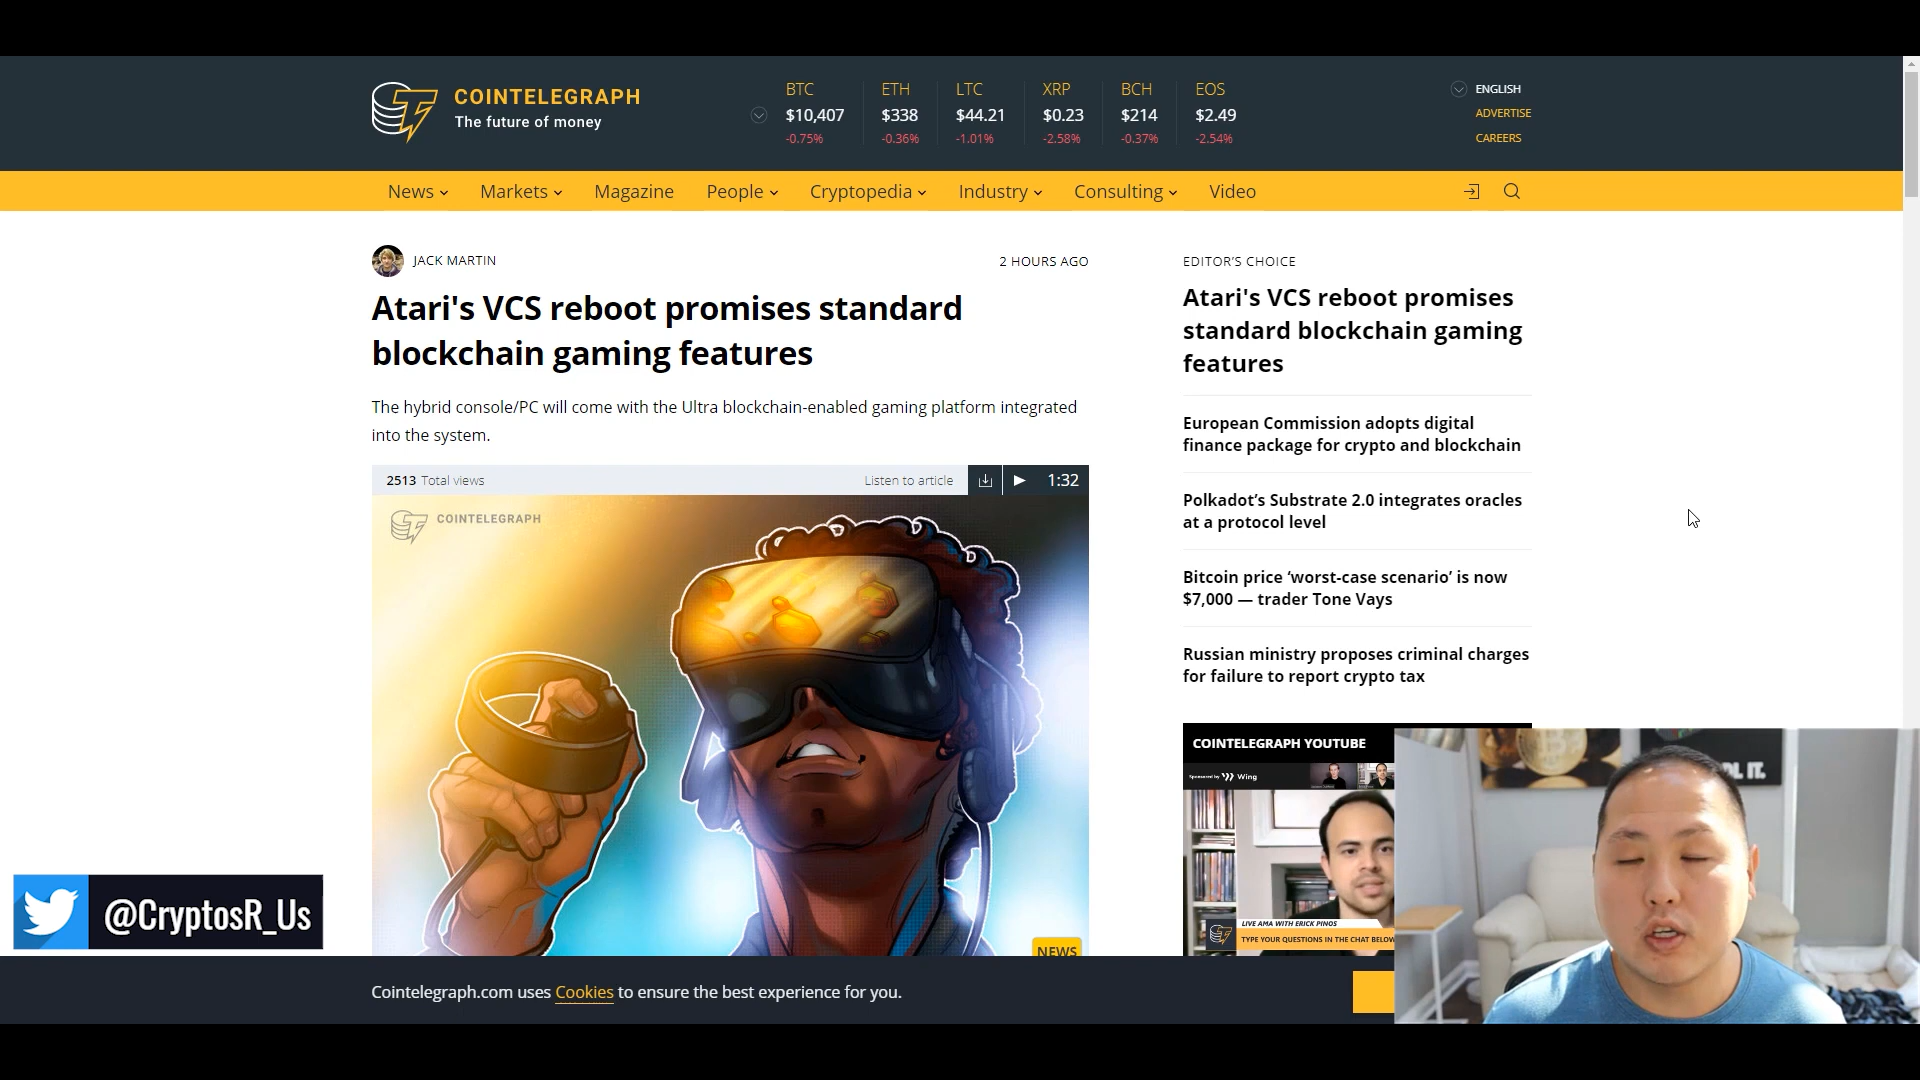 COINTELEGRAPH
The future of money
BTC
$10,407
-0.75%
ETH
$338
-0.36%
LTC
$44.21
-1.01%
XRP
$0.23
-2.58%
BCH
$214
-0.37%
EOS
$2.49
-2.54%
ENGLISH
ADVERTISE
CAREERS
News
Markets
Magazine
People
Cryptopedia
Industry
Consulting
Video
JACK MARTIN
2 HOURS AGO
Atari's VCS reboot promises standard
blockchain gaming features
The hybrid console/PC will come with the Ultra blockchain-enabled gaming platform integrated
into the system.
2513 Total views
Listen to article
1:32
COINTELEGRAPH
NEWS
EDITOR'S CHOICE
Atari's VCS reboot promises
standard blockchain gaming
features
European Commission adopts digital
finance package for crypto and blockchain
Polkadot’s Substrate 2.0 integrates oracles
at a protocol level
Bitcoin price ‘worst-case scenario’ is now
$7,000 — trader Tone Vays
Russian ministry proposes criminal charges
for failure to report crypto tax
COINTELEGRAPH YOUTUBE
Sponsored by Wing
LIVE AMA WITH ERICK PINOS
TYPE YOUR QUESTIONS IN THE CHAT BELOW
IT.
@CryptosR_Us
Cointelegraph.com uses Cookies to ensure the best experience for you.